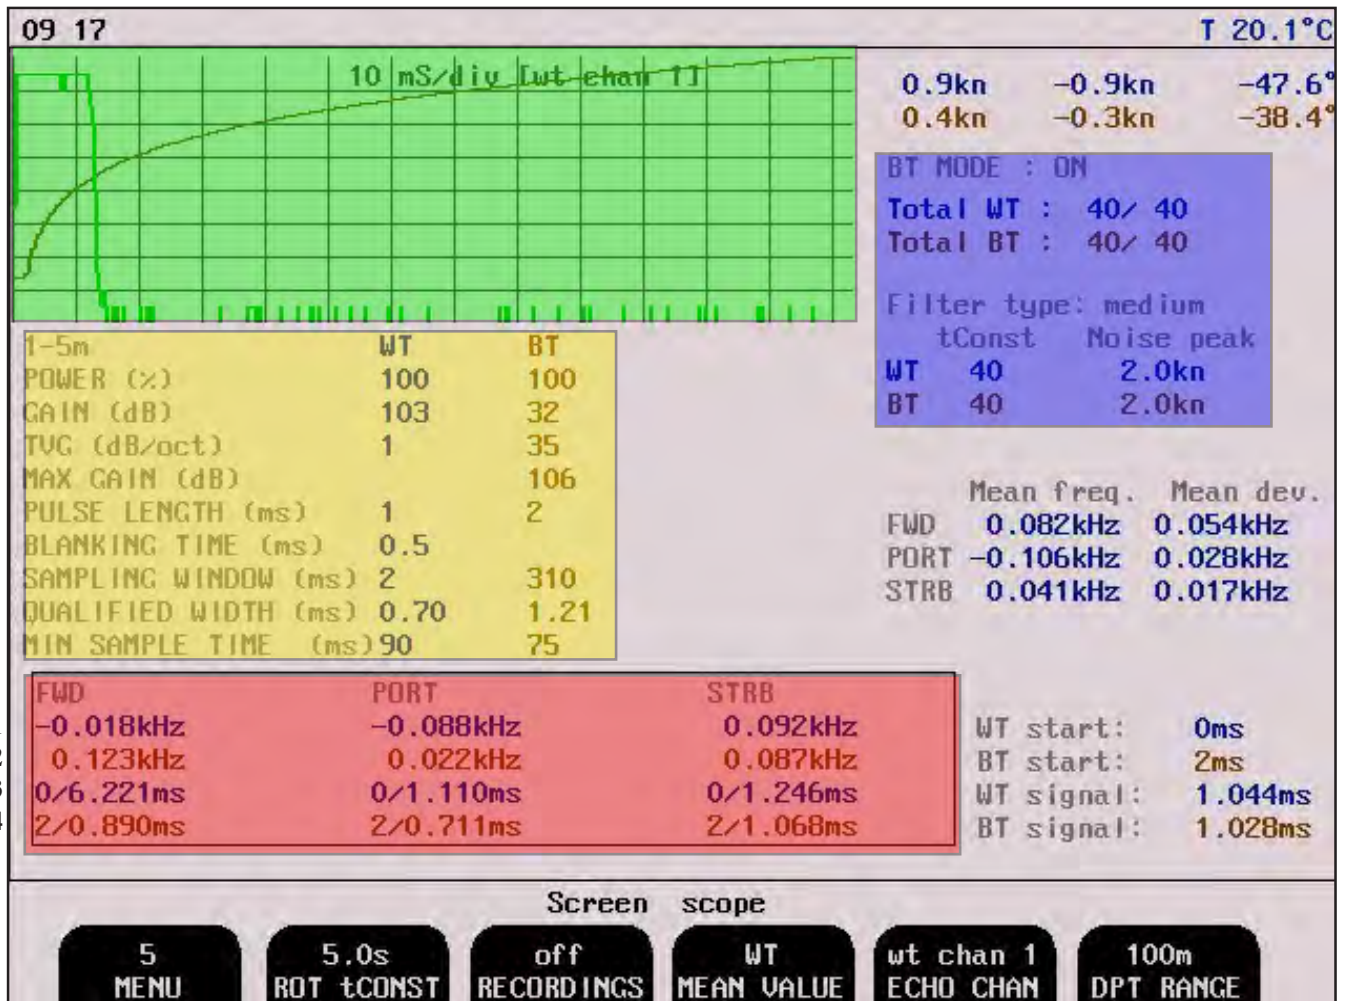 09 17 T 20.1°C
10 mS/div [wt chan 1]
0.9kn -0.9kn -47.6°
0.4kn -0.3kn -38.4°
BT MODE : ON
Total WT : 40/ 40
Total BT : 40/ 40
Filter type: medium
tConst Noise peak
WT 40 2.0kn
BT 40 2.0kn
1-5m WT BT
POWER (%) 100 100
GAIN (dB) 103 32
TVG (dB/oct) 1 35
MAX GAIN (dB) 106
PULSE LENGTH (ms) 1 2
BLANKING TIME (ms) 0.5
SAMPLING WINDOW (ms) 2 310
QUALIFIED WIDTH (ms) 0.70 1.21
MIN SAMPLE TIME (ms) 90 75
Mean freq. Mean dev.
FWD 0.082kHz 0.054kHz
PORT -0.106kHz 0.028kHz
STRB 0.041kHz 0.017kHz
FWD PORT STRB
-0.018kHz -0.088kHz 0.092kHz
0.123kHz 0.022kHz 0.087kHz
0/6.221ms 0/1.110ms 0/1.246ms
2/0.890ms 2/0.711ms 2/1.068ms
WT start: 0ms
BT start: 2ms
WT signal: 1.044ms
BT signal: 1.028ms
Screen scope
5 5.0s off WT wt chan 1 100m
MENU ROT tCONST RECORDINGS MEAN VALUE ECHO CHAN DPT RANGE